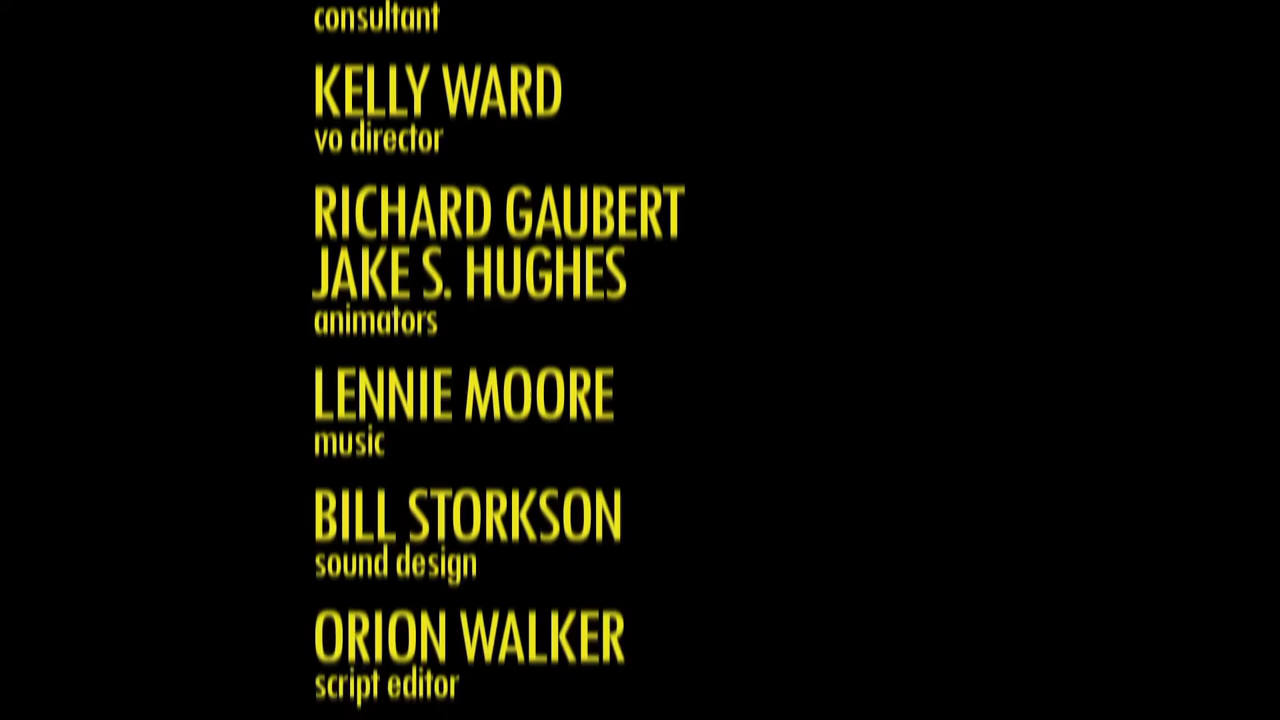 consultant
KELLY WARD
vo director
RICHARD GAUBERT
JAKE S. HUGHES
animators
LENNIE MOORE
music
BILL STORKSON
sound design
ORION WALKER
script editor